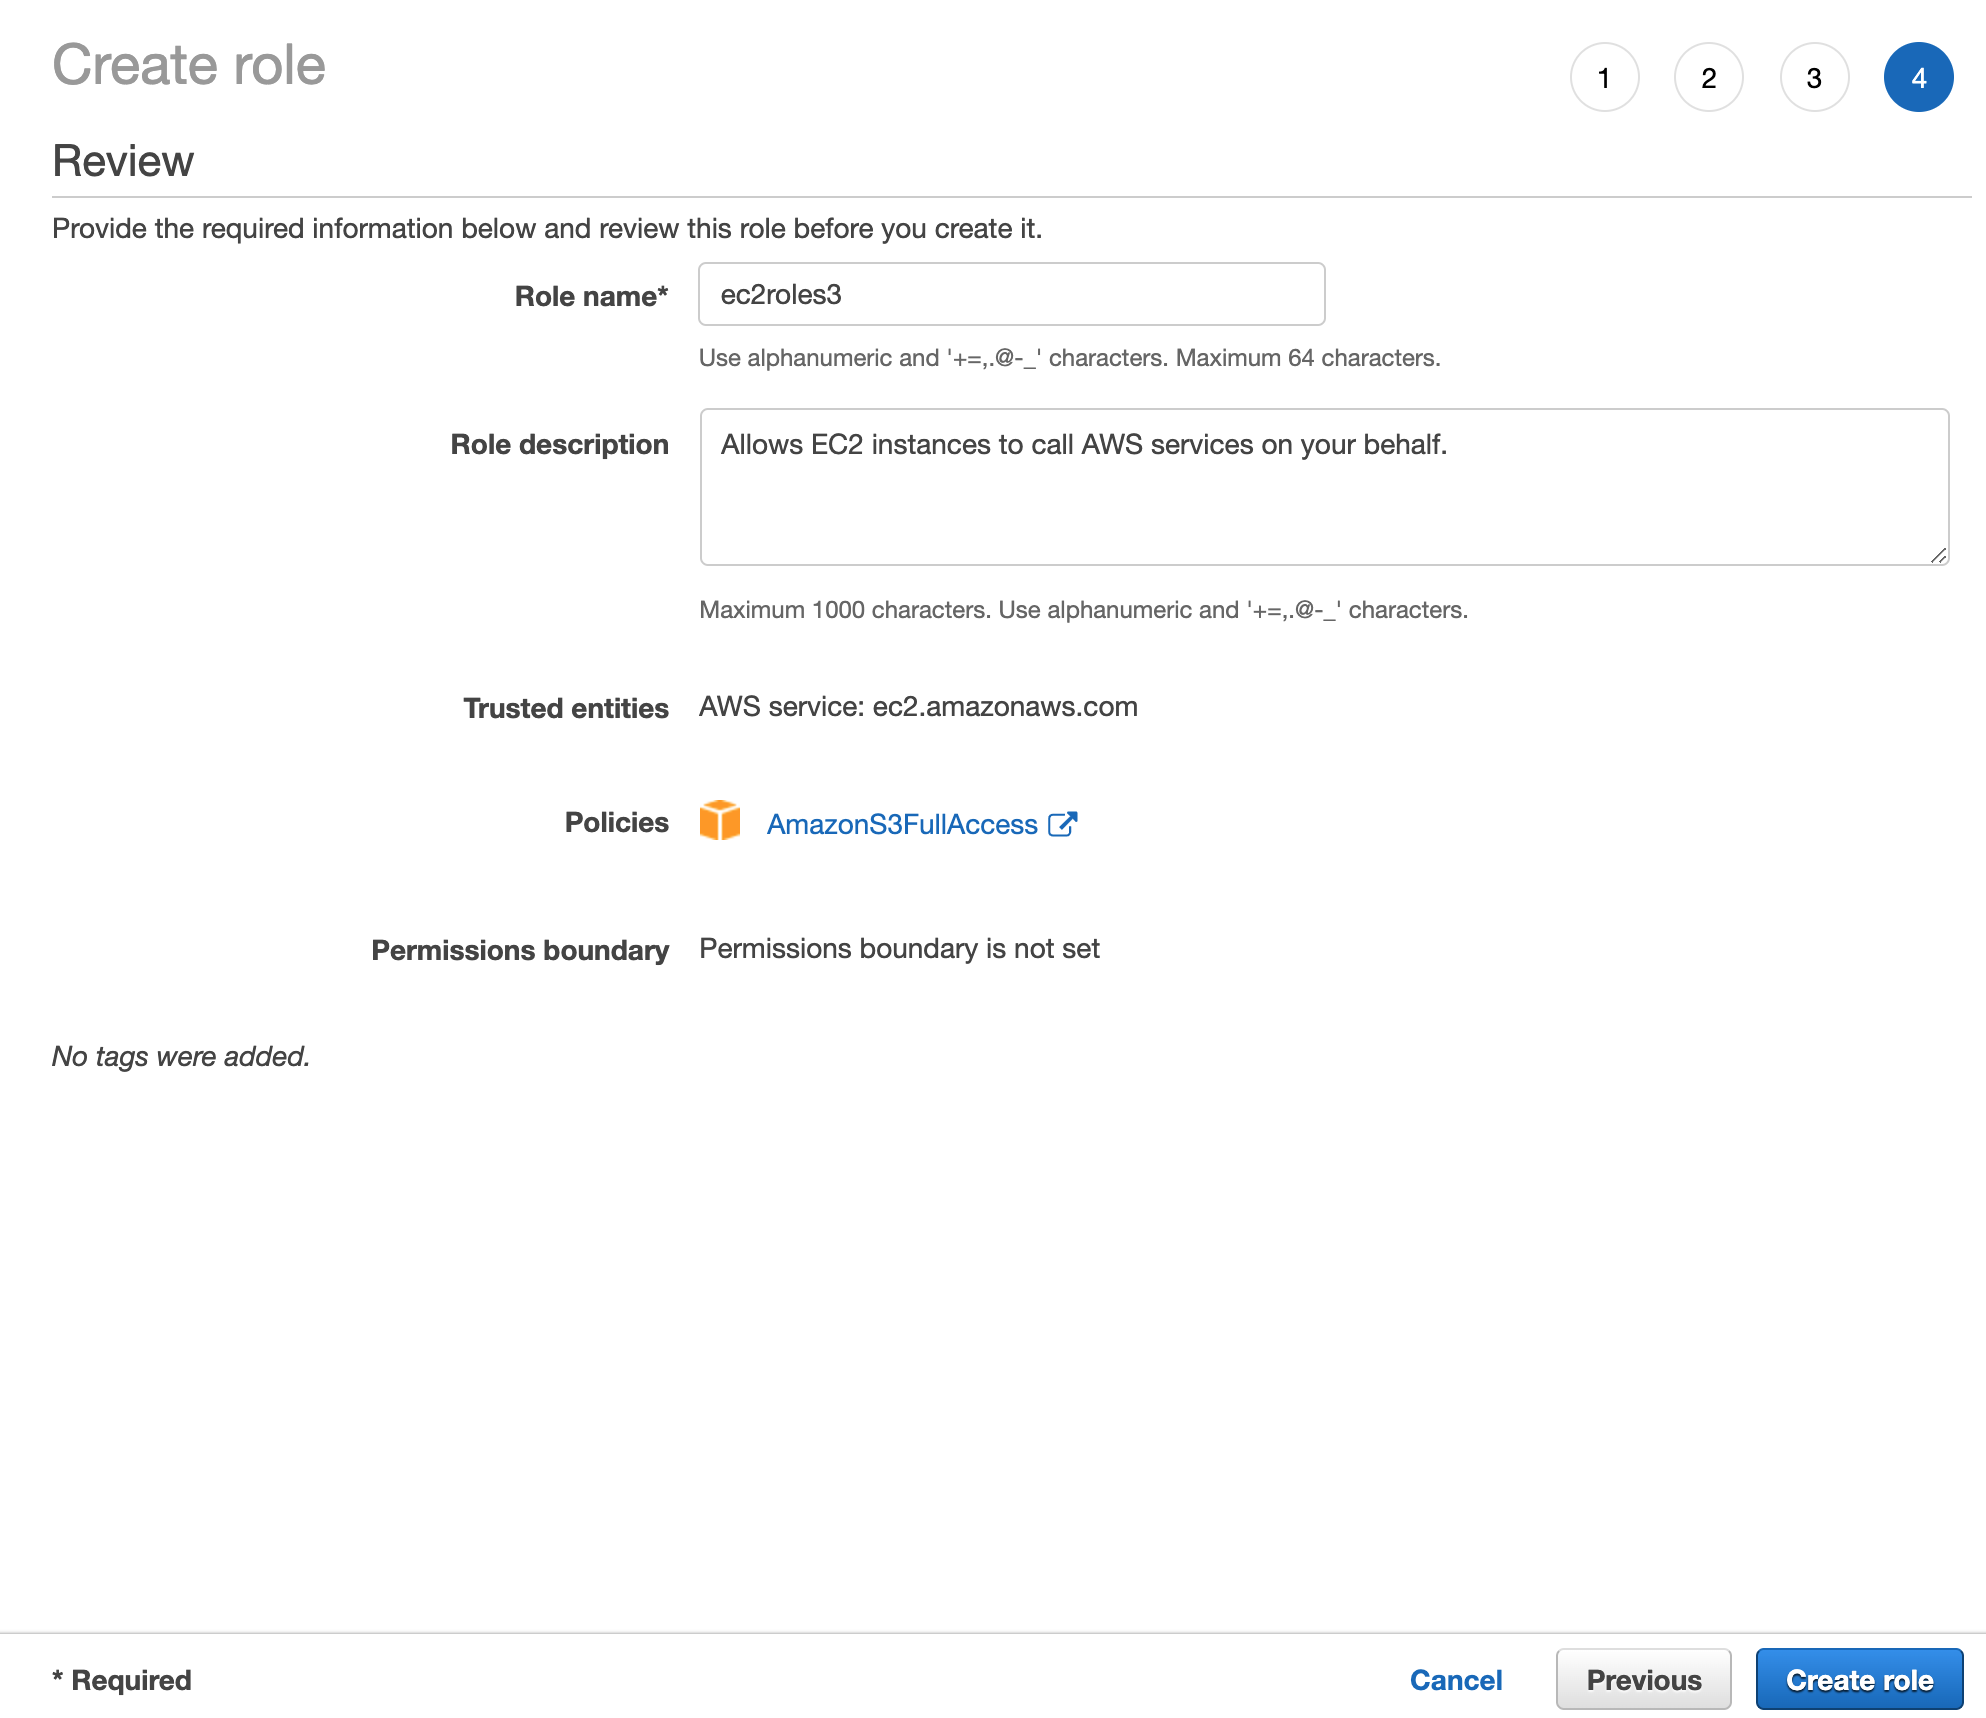 Create role
1 2 3 4
Review
Provide the required information below and review this role before you create it.
Role name* ec2roles3
Use alphanumeric and '+=,.@-_' characters. Maximum 64 characters.
Role description Allows EC2 instances to call AWS services on your behalf.
Maximum 1000 characters. Use alphanumeric and '+=,.@-_' characters.
Trusted entities AWS service: ec2.amazonaws.com
Policies AmazonS3FullAccess
Permissions boundary Permissions boundary is not set
No tags were added.
* Required Cancel Previous Create role